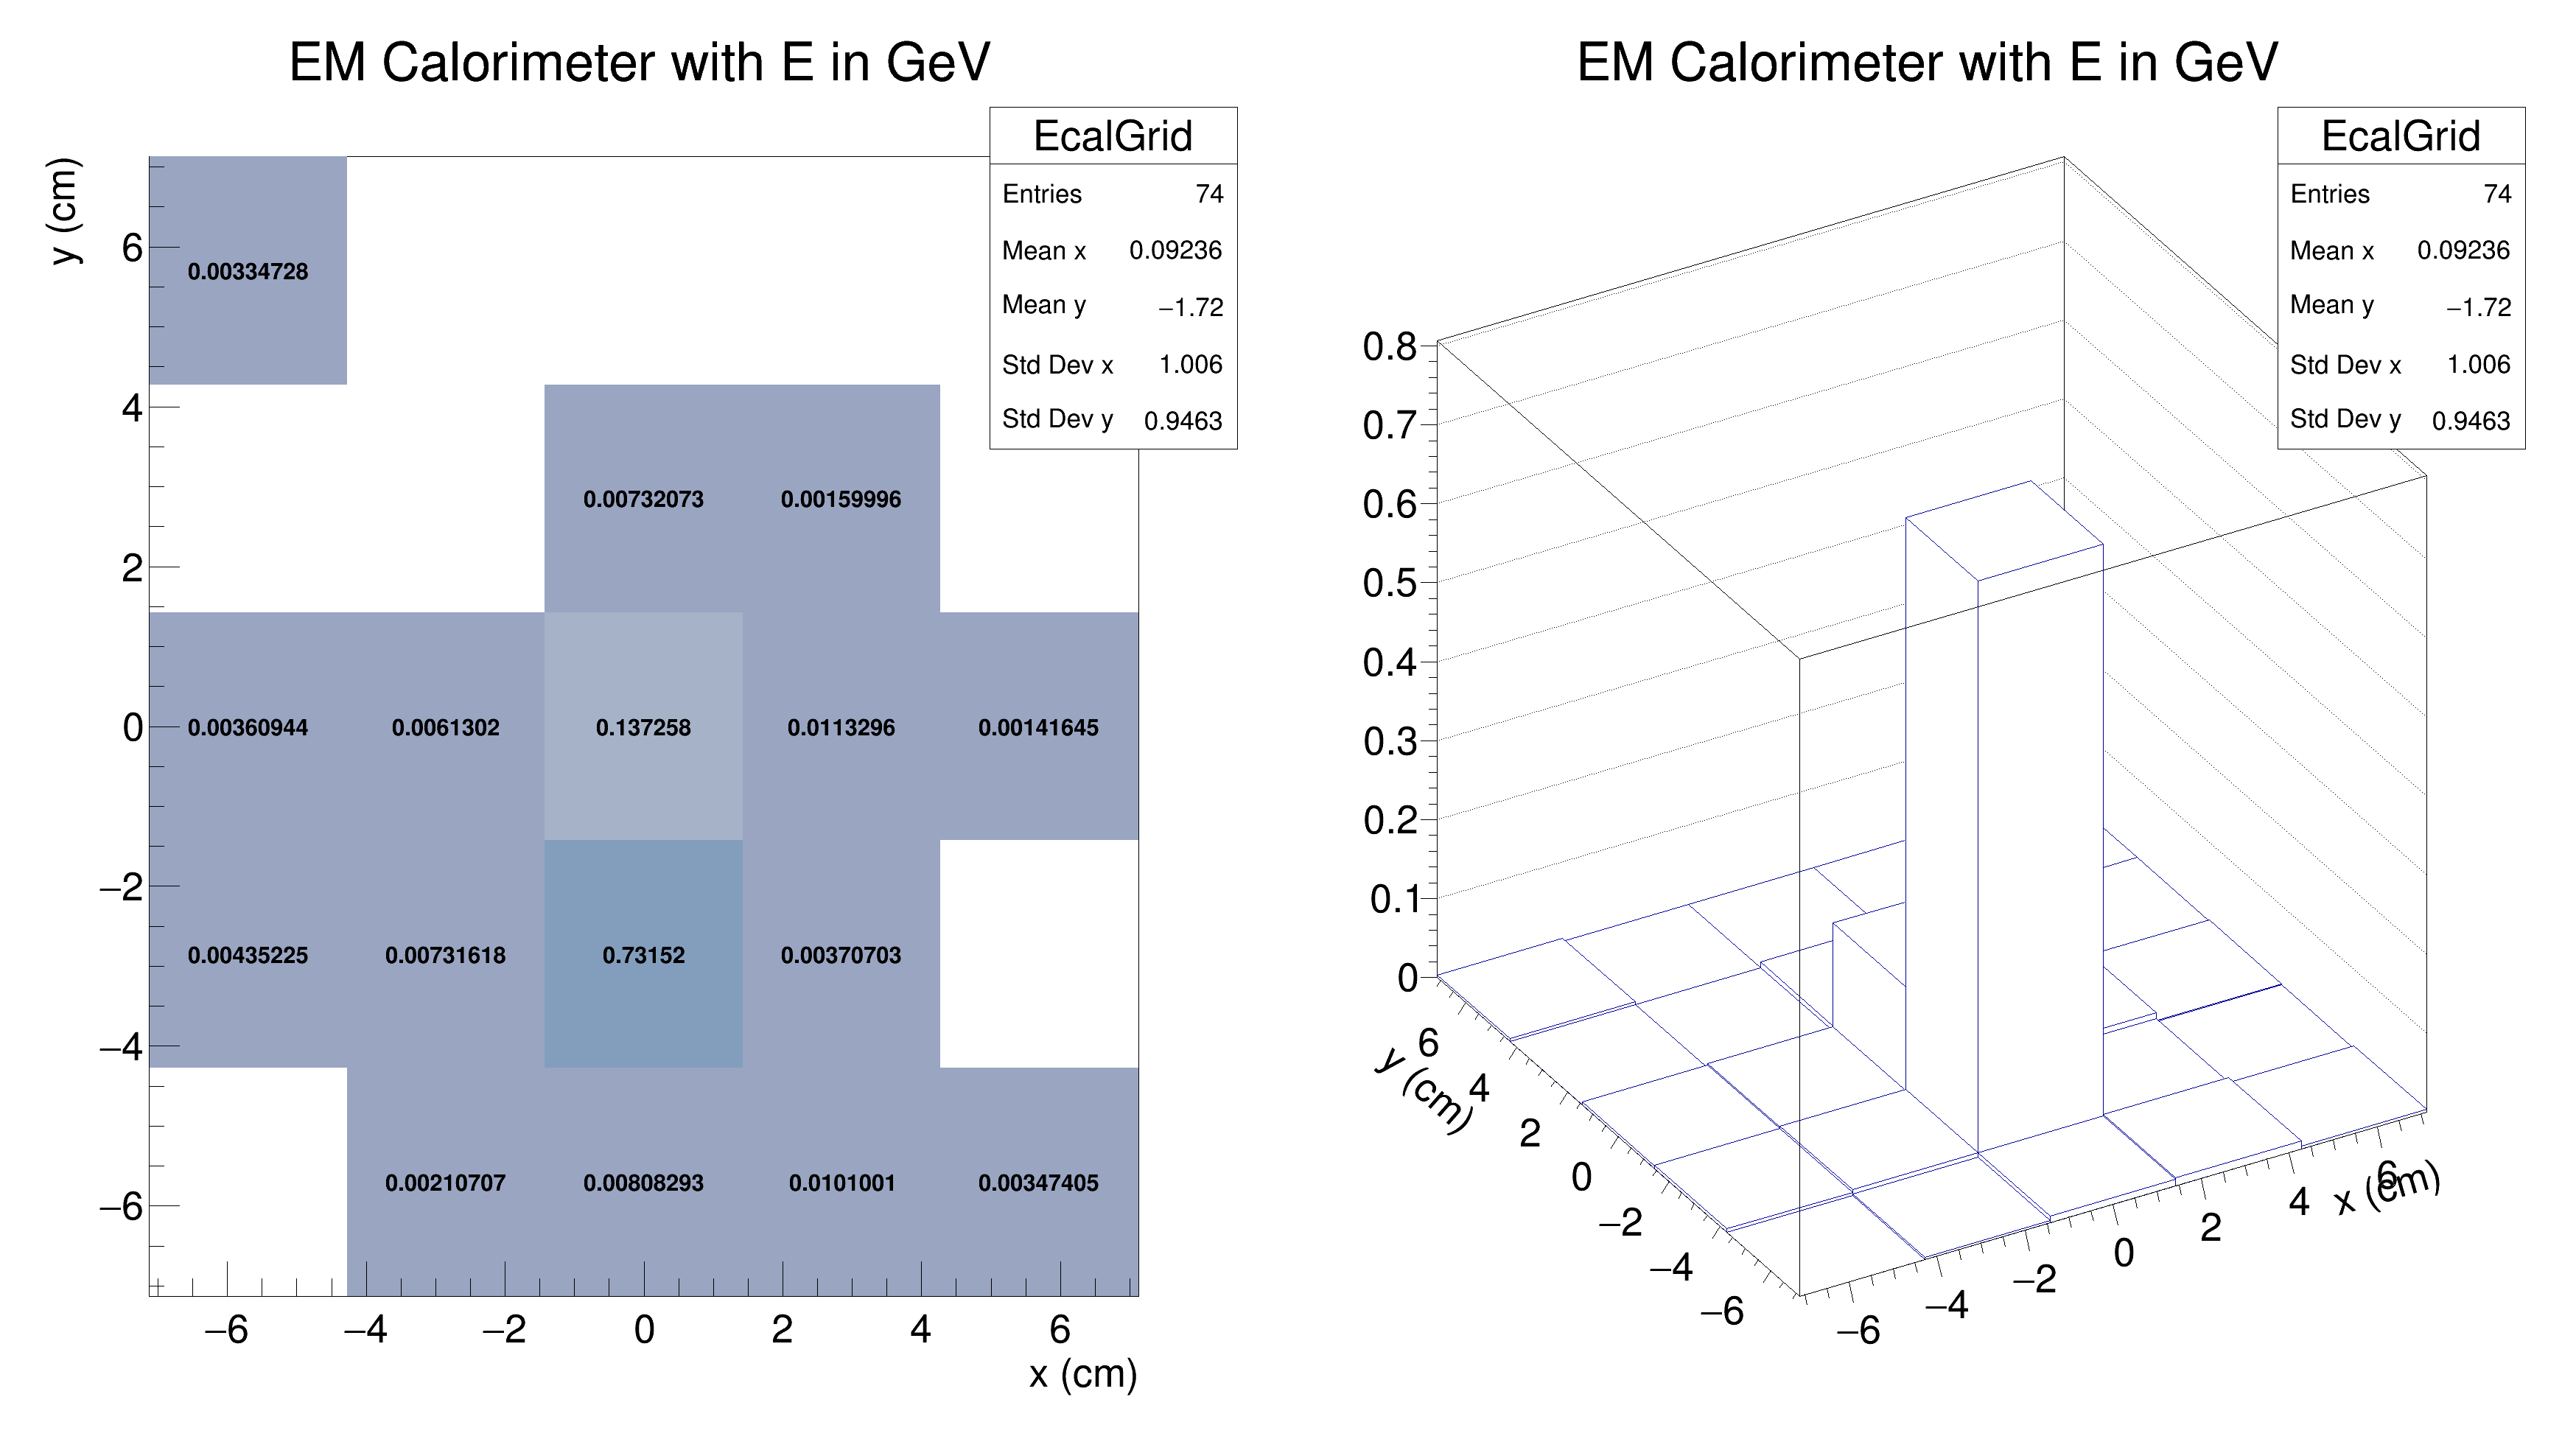 EM Calorimeter with E in GeV
EcalGrid
Entries 74
Mean x 0.09236
Mean y −1.72
Std Dev x 1.006
Std Dev y 0.9463
y (cm)
6
4
2
0
−2
−4
−6
0.00334728
0.00732073 0.00159996
0.00360944 0.0061302 0.137258 0.0113296 0.00141645
0.00435225 0.00731618 0.73152 0.00370703
0.00210707 0.00808293 0.0101001 0.00347405
−6 −4 −2 0 2 4 6
x (cm)
EM Calorimeter with E in GeV
EcalGrid
Entries 74
Mean x 0.09236
Mean y −1.72
Std Dev x 1.006
Std Dev y 0.9463
0.8
0.7
0.6
0.5
0.4
0.3
0.2
0.1
0
y (cm)
6
4
2
0
−2
−4
−6
−6
−4
−2
0
2
4
6
x (cm)